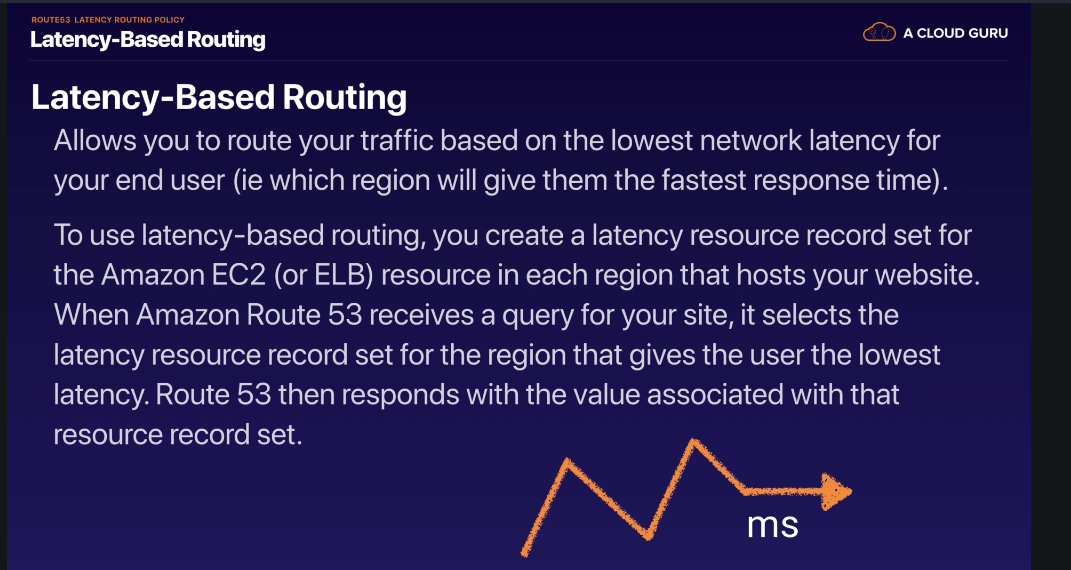 ROUTE53 LATENCY ROUTING POLICY
Latency-Based Routing
A CLOUD GURU
Latency-Based Routing
Allows you to route your traffic based on the lowest network latency for
your end user (ie which region will give them the fastest response time).
To use latency-based routing, you create a latency resource record set for
the Amazon EC2 (or ELB) resource in each region that hosts your website.
When Amazon Route 53 receives a query for your site, it selects the
latency resource record set for the region that gives the user the lowest
latency. Route 53 then responds with the value associated with that
resource record set.
ms